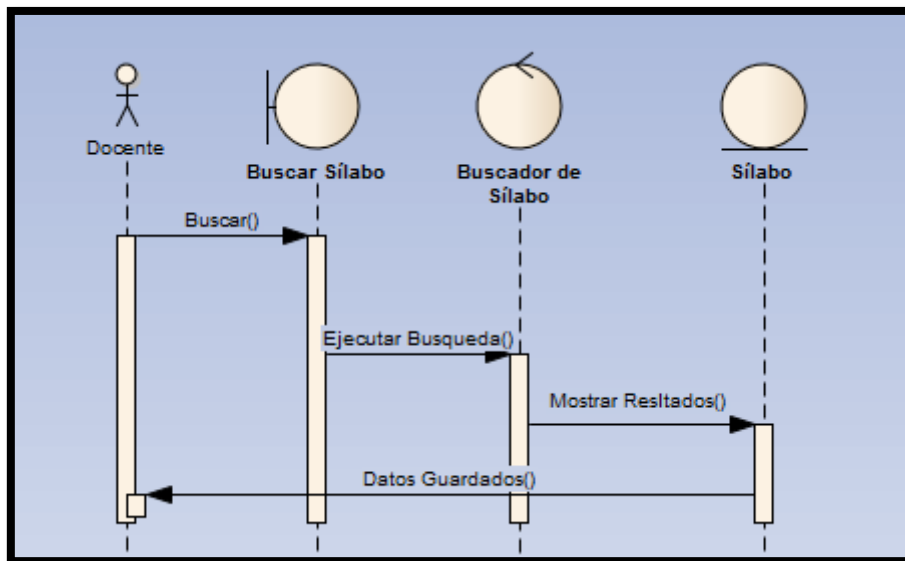 Docente
Buscar Sílabo
Buscador de
Sílabo
Sílabo
Buscar()
Ejecutar Busqueda()
Mostrar Resltados()
Datos Guardados()